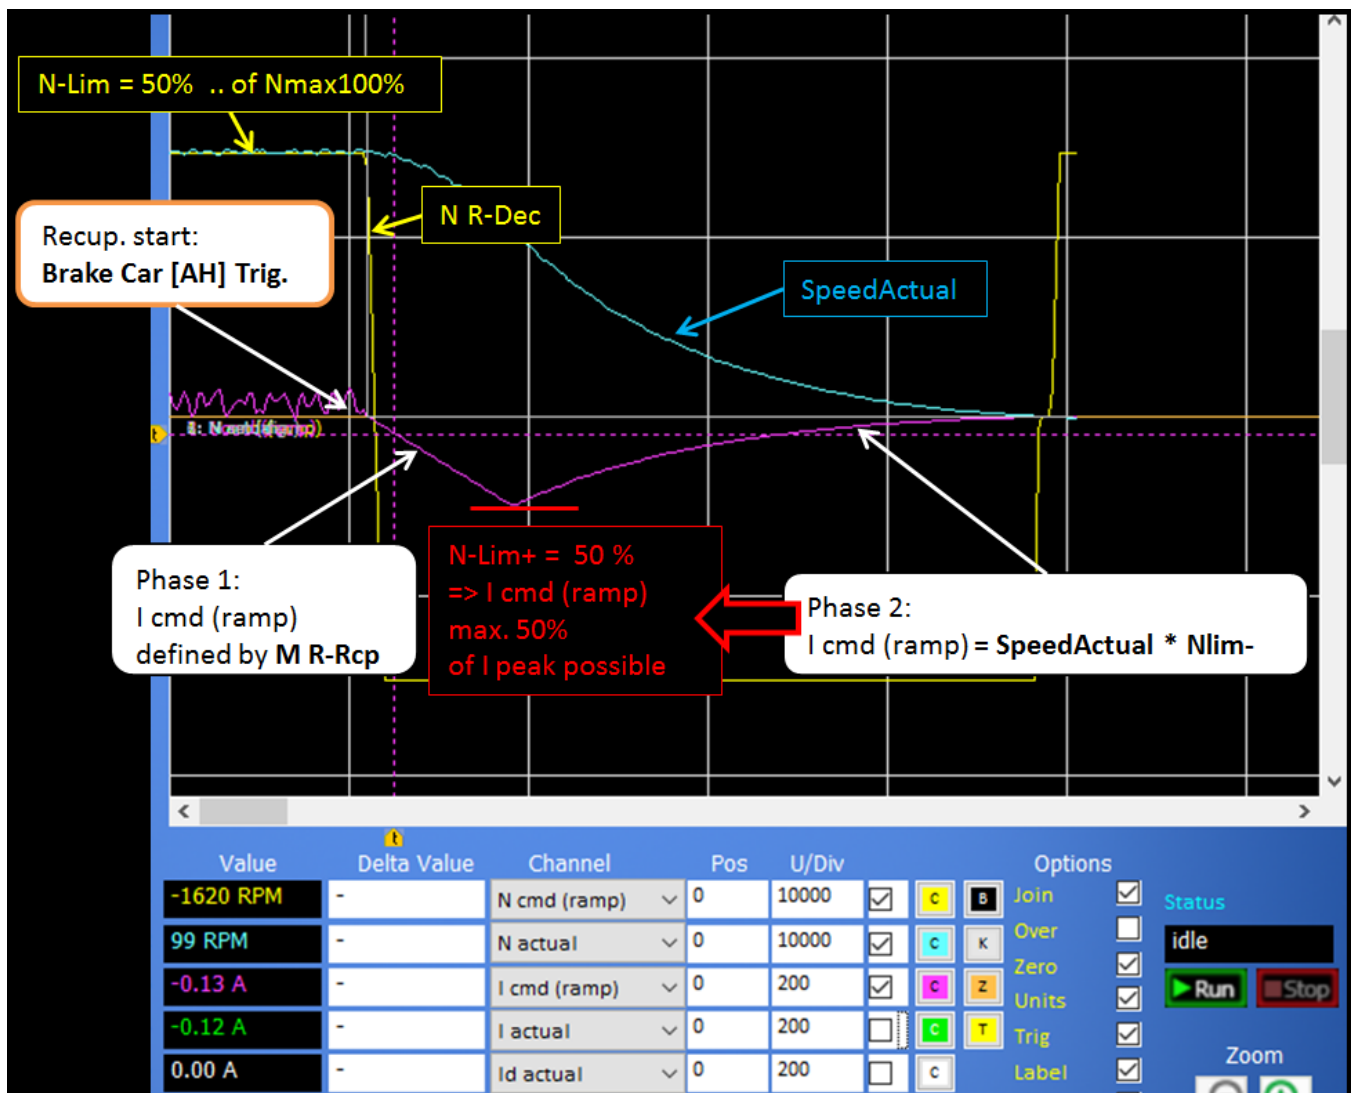 N-Lim = 50%  .. of Nmax100%
N R-Dec
Recup. start:
Brake Car [AH] Trig.
SpeedActual
Phase 1:
I cmd (ramp)
defined by M R-Rcp
N-Lim+ =  50 %
=> I cmd (ramp)
max. 50%
of I peak possible
Phase 2:
I cmd (ramp) = SpeedActual * Nlim-
t
t
Value Delta Value Channel Pos U/Div Options
-1620 RPM - N cmd (ramp) 0 10000 C B Join
Status
99 RPM - N actual 0 10000 C K Over
idle
-0.13 A - I cmd (ramp) 0 200 C Z Zero
Units
Run Stop
-0.12 A - I actual 0 200 C T Trig
Zoom
0.00 A - Id actual 0 200 C Label